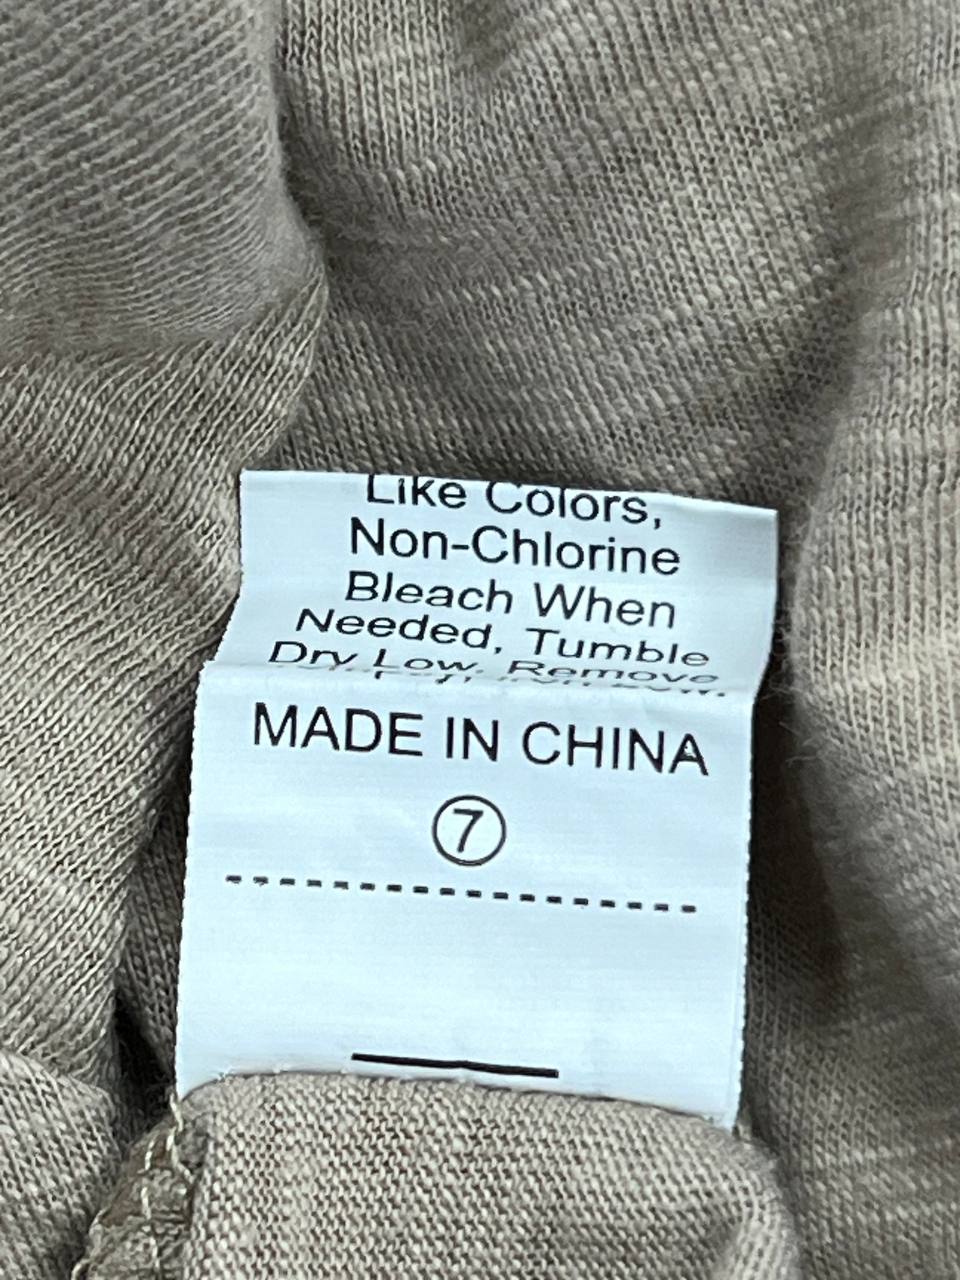 Like Colors,
Non-Chlorine
Bleach When
Needed, Tumble
Dry Low, Remove
MADE IN CHINA
7